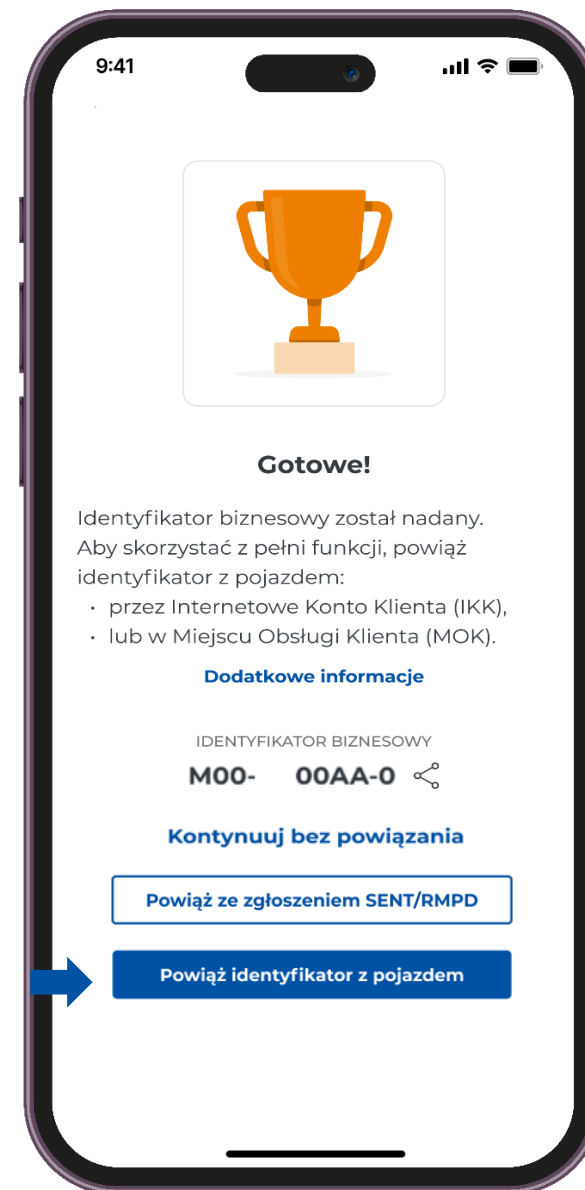 9:41
Gotowe!
Identyfikator biznesowy został nadany.
Aby skorzystać z pełni funkcji, powiąż
identyfikator z pojazdem:
• przez Internetowe Konto Klienta (IKK),
• lub w Miejscu Obsługi Klienta (MOK).
Dodatkowe informacje
IDENTYFIKATOR BIZNESOWY
M00- 00AA-0
Kontynuuj bez powiązania
Powiąż ze zgłoszeniem SENT/RMPD
Powiąż identyfikator z pojazdem